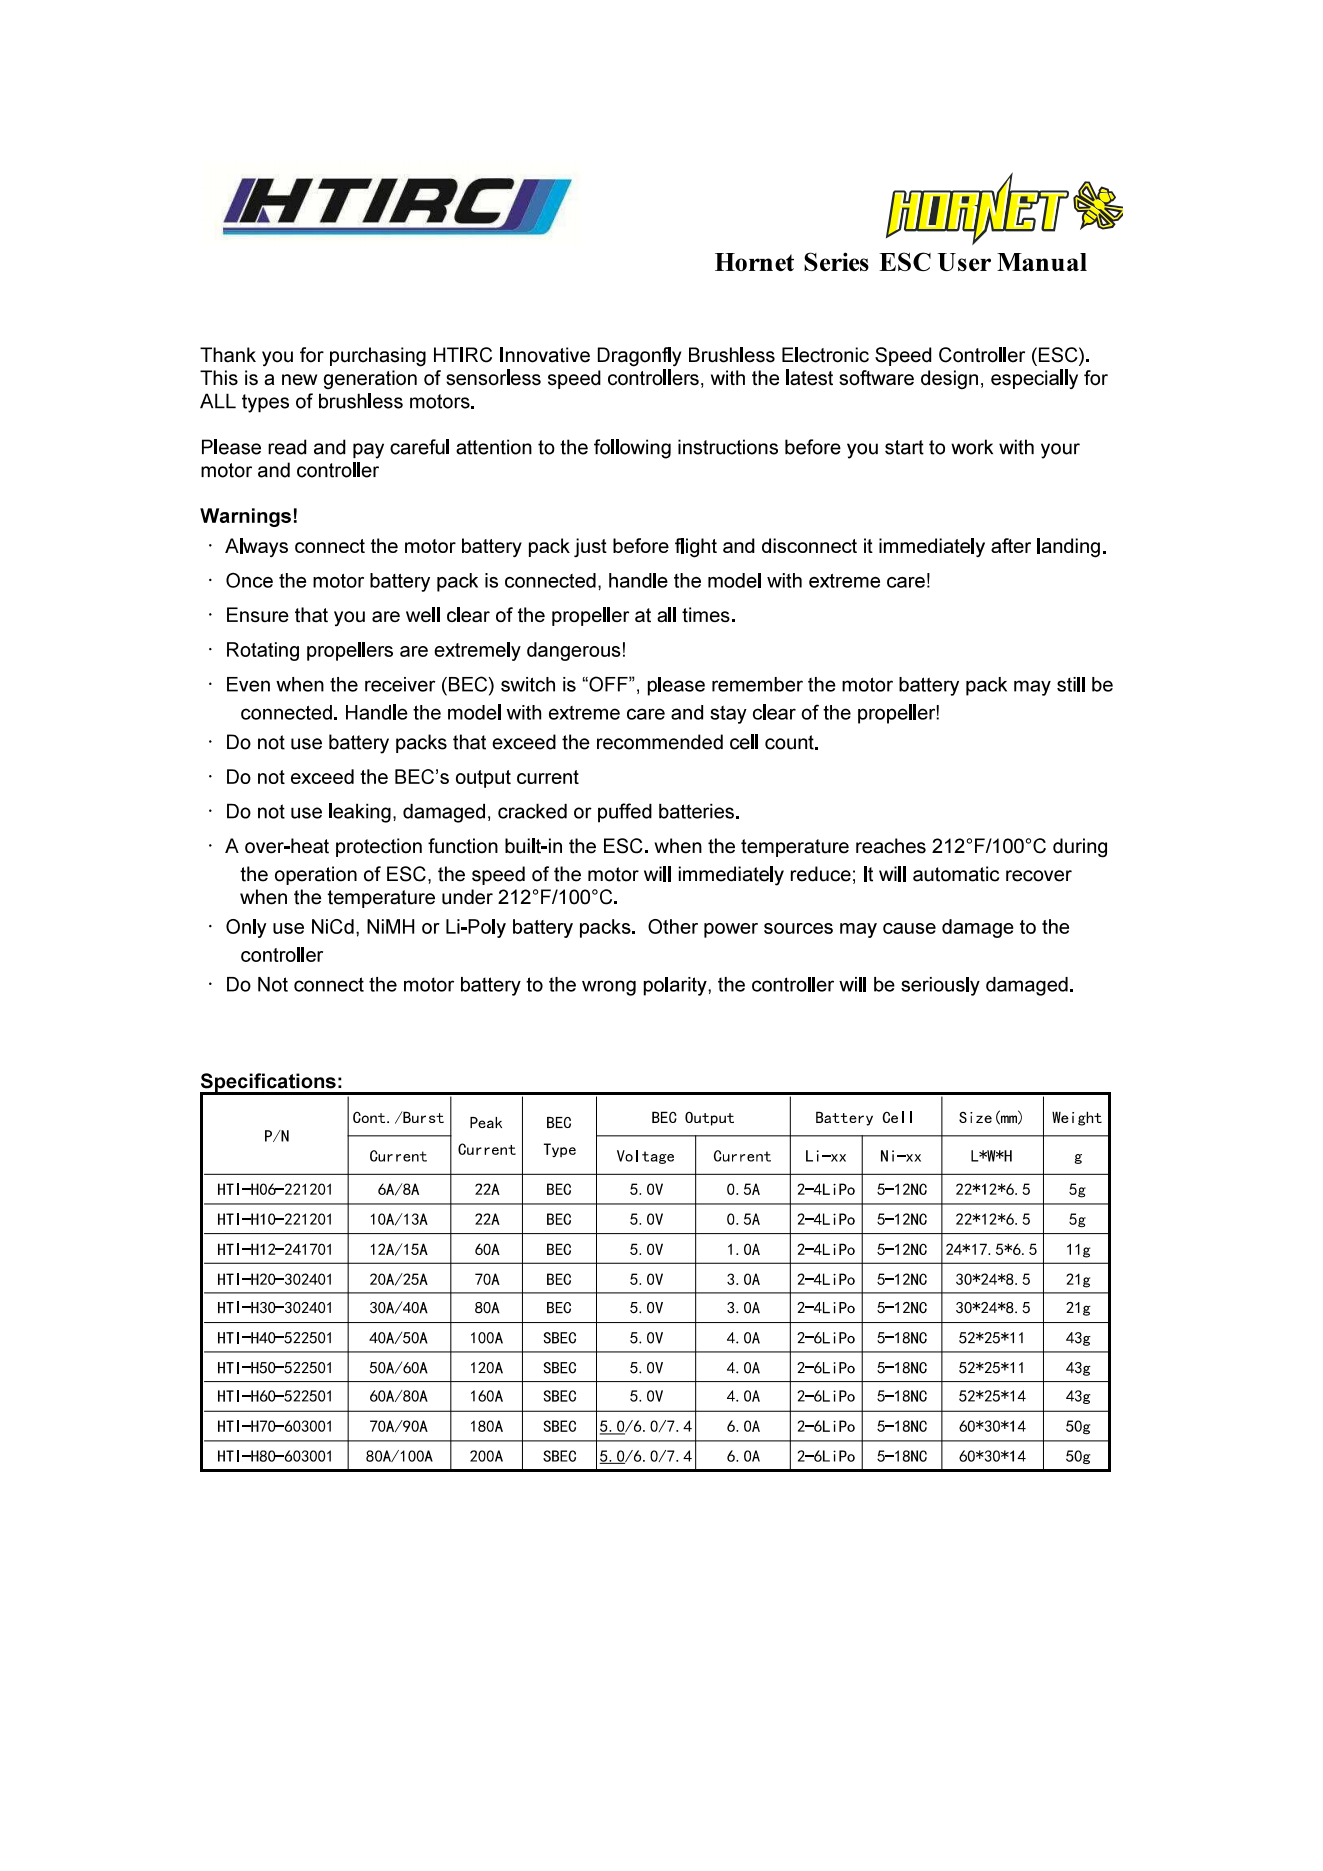 HTIRC
HORNET
Hornet Series ESC User Manual
Thank you for purchasing HTIRC Innovative Dragonfly Brushless Electronic Speed Controller (ESC).
This is a new generation of sensorless speed controllers, with the latest software design, especially for
ALL types of brushless motors.
Please read and pay careful attention to the following instructions before you start to work with your
motor and controller
Warnings!
· Always connect the motor battery pack just before flight and disconnect it immediately after landing.
· Once the motor battery pack is connected, handle the model with extreme care!
· Ensure that you are well clear of the propeller at all times.
· Rotating propellers are extremely dangerous!
· Even when the receiver (BEC) switch is “OFF”, please remember the motor battery pack may still be
connected. Handle the model with extreme care and stay clear of the propeller!
· Do not use battery packs that exceed the recommended cell count.
· Do not exceed the BEC’s output current
· Do not use leaking, damaged, cracked or puffed batteries.
· A over-heat protection function built-in the ESC. when the temperature reaches 212°F/100°C during
the operation of ESC, the speed of the motor will immediately reduce; It will automatic recover
when the temperature under 212°F/100°C.
· Only use NiCd, NiMH or Li-Poly battery packs. Other power sources may cause damage to the
controller
· Do Not connect the motor battery to the wrong polarity, the controller will be seriously damaged.
Specifications:
P/N Cont./Burst Peak BEC BEC Output Battery Cell Size(mm) Weight
Current Current Type Voltage Current Li-xx Ni-xx L*W*H g
HTI-H06-221201 6A/8A 22A BEC 5.0V 0.5A 2-4LiPo 5-12NC 22*12*6.5 5g
HTI-H10-221201 10A/13A 22A BEC 5.0V 0.5A 2-4LiPo 5-12NC 22*12*6.5 5g
HTI-H12-241701 12A/15A 60A BEC 5.0V 1.0A 2-4LiPo 5-12NC 24*17.5*6.5 11g
HTI-H20-302401 20A/25A 70A BEC 5.0V 3.0A 2-4LiPo 5-12NC 30*24*8.5 21g
HTI-H30-302401 30A/40A 80A BEC 5.0V 3.0A 2-4LiPo 5-12NC 30*24*8.5 21g
HTI-H40-522501 40A/50A 100A SBEC 5.0V 4.0A 2-6LiPo 5-18NC 52*25*11 43g
HTI-H50-522501 50A/60A 120A SBEC 5.0V 4.0A 2-6LiPo 5-18NC 52*25*11 43g
HTI-H60-522501 60A/80A 160A SBEC 5.0V 4.0A 2-6LiPo 5-18NC 52*25*14 43g
HTI-H70-603001 70A/90A 180A SBEC 5.0/6.0/7.4 6.0A 2-6LiPo 5-18NC 60*30*14 50g
HTI-H80-603001 80A/100A 200A SBEC 5.0/6.0/7.4 6.0A 2-6LiPo 5-18NC 60*30*14 50g